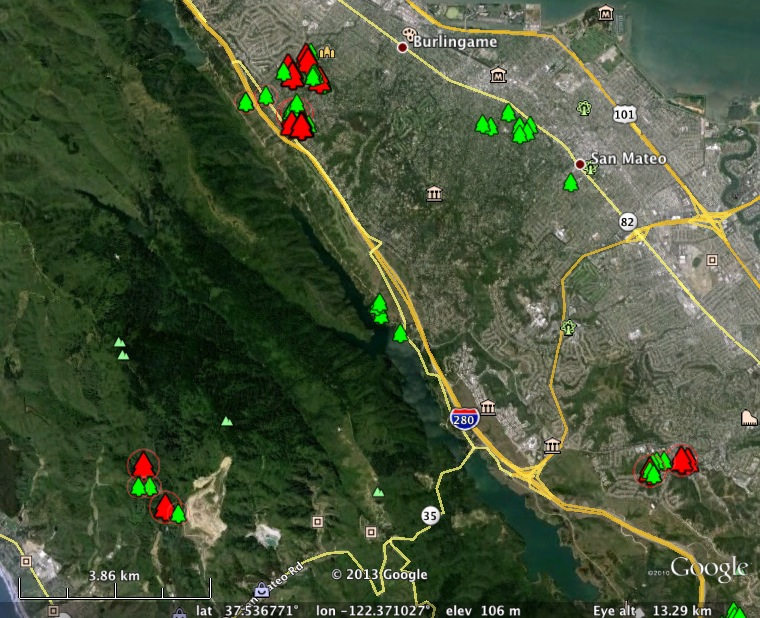 Burlingame
101
San Mateo
82
280
35
Mateo-Rd
3.86 km
© 2013 Google
©2010 Google
lat 37.536771° lon -122.371027° elev 106 m
Eye alt 13.29 km